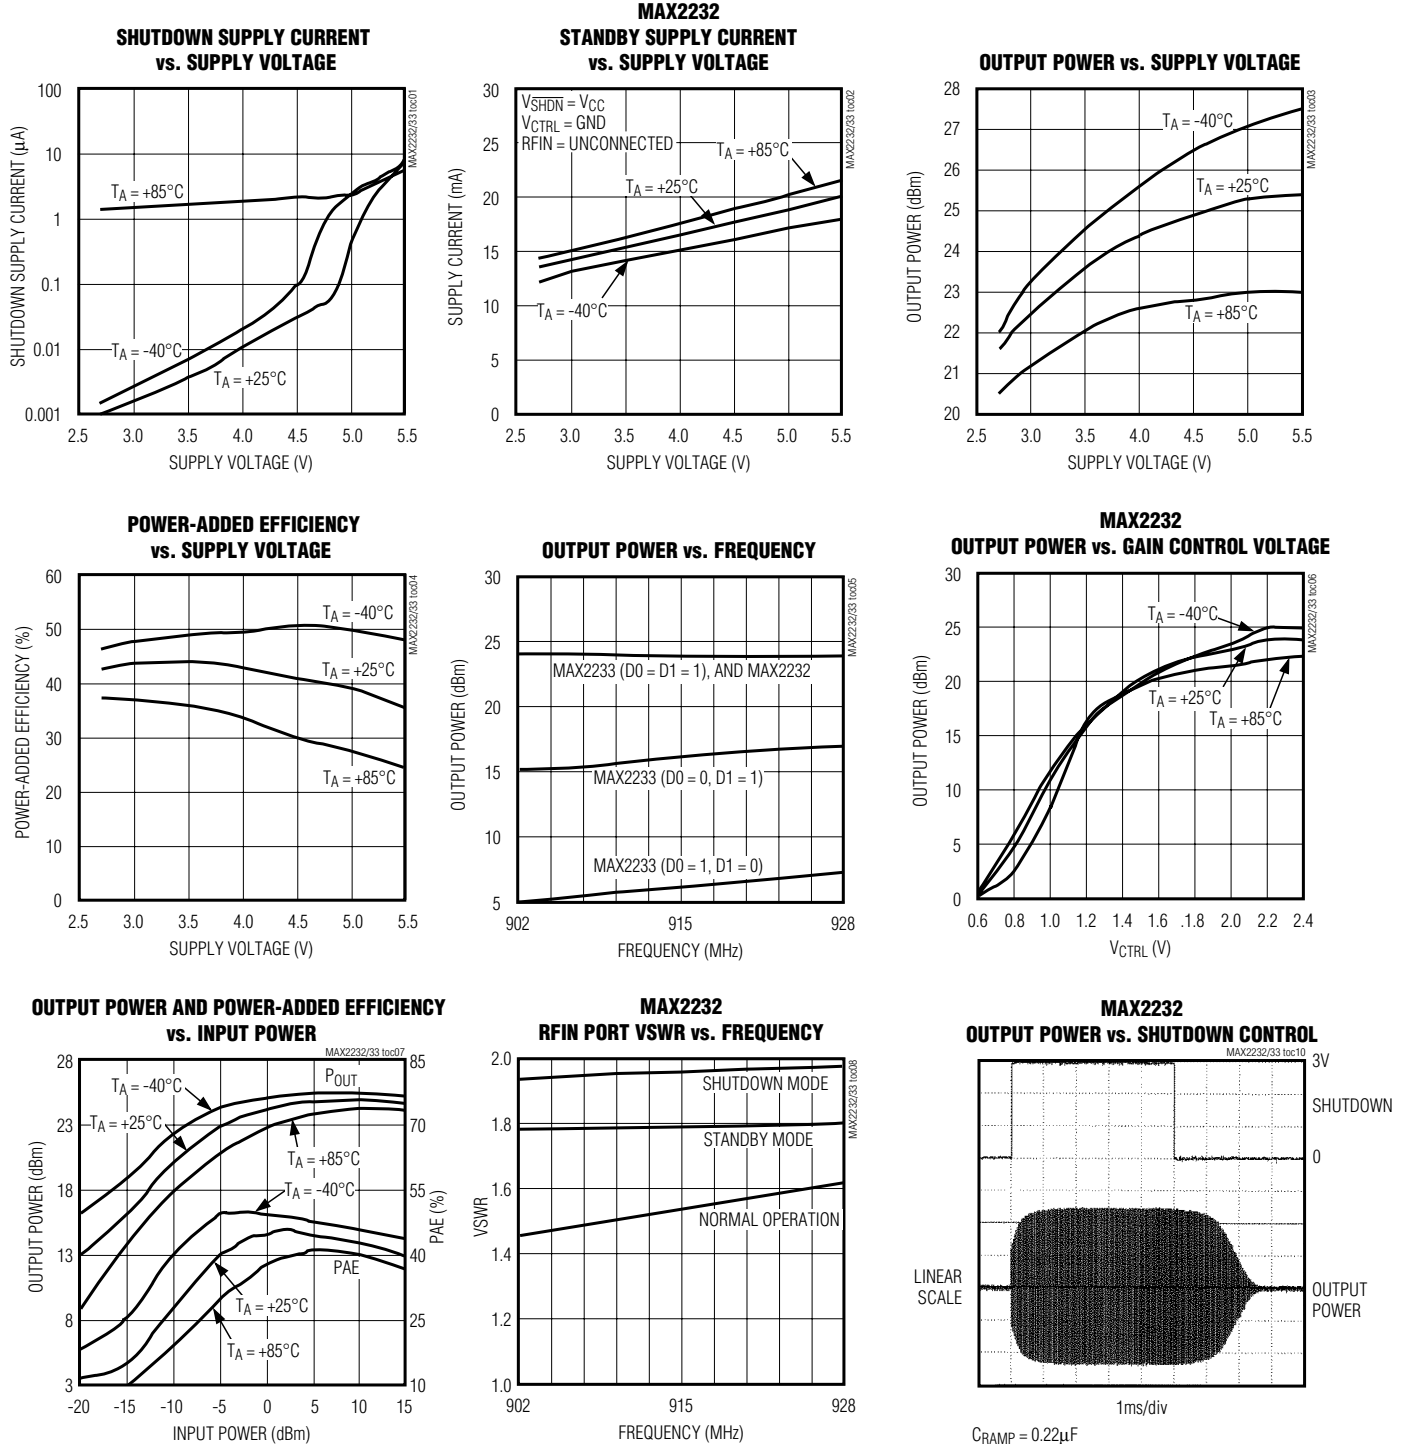 SHUTDOWN SUPPLY CURRENT
vs. SUPPLY VOLTAGE
MAX2232/33 toc01
SHUTDOWN SUPPLY CURRENT (μA)
100
10
1
0.1
0.01
0.001
TA = +85°C
TA = -40°C
TA = +25°C
2.5 3.0 3.5 4.0 4.5 5.0 5.5
SUPPLY VOLTAGE (V)
MAX2232
STANDBY SUPPLY CURRENT
vs. SUPPLY VOLTAGE
MAX2232/33 toc02
SUPPLY CURRENT (mA)
30
25
20
15
10
5
0
VSHDN = VCC
VCTRL = GND
RFIN = UNCONNECTED
TA = +85°C
TA = +25°C
TA = -40°C
2.5 3.0 3.5 4.0 4.5 5.0 5.5
SUPPLY VOLTAGE (V)
OUTPUT POWER vs. SUPPLY VOLTAGE
MAX2232/33 toc03
OUTPUT POWER (dBm)
28
27
26
25
24
23
22
21
20
TA = -40°C
TA = +25°C
TA = +85°C
2.5 3.0 3.5 4.0 4.5 5.0 5.5
SUPPLY VOLTAGE (V)
POWER-ADDED EFFICIENCY
vs. SUPPLY VOLTAGE
MAX2232/33 toc04
POWER-ADDED EFFICIENCY (%)
60
50
40
30
20
10
0
TA = -40°C
TA = +25°C
TA = +85°C
2.5 3.0 3.5 4.0 4.5 5.0 5.5
SUPPLY VOLTAGE (V)
OUTPUT POWER vs. FREQUENCY
MAX2232/33 toc05
OUTPUT POWER (dBm)
30
25
20
15
10
5
MAX2233 (D0 = D1 = 1), AND MAX2232
MAX2233 (D0 = 0, D1 = 1)
MAX2233 (D0 = 1, D1 = 0)
902 915 928
FREQUENCY (MHz)
MAX2232
OUTPUT POWER vs. GAIN CONTROL VOLTAGE
MAX2232/33 toc06
OUTPUT POWER (dBm)
30
25
20
15
10
5
0
TA = -40°C
TA = +25°C
TA = +85°C
0.6 0.8 1.0 1.2 1.4 1.6 .1.8 2.0 2.2 2.4
VCTRL (V)
OUTPUT POWER AND POWER-ADDED EFFICIENCY
vs. INPUT POWER
MAX2232/33 toc07
OUTPUT POWER (dBm)
28
23
18
13
8
3
PAE (%)
85
70
55
40
25
10
TA = -40°C
POUT
TA = +25°C
TA = +85°C
TA = -40°C
PAE
TA = +25°C
TA = +85°C
-20 -15 -10 -5 0 5 10 15
INPUT POWER (dBm)
MAX2232
RFIN PORT VSWR vs. FREQUENCY
MAX2232/33 toc08
VSWR
2.0
1.8
1.6
1.4
1.2
1.0
SHUTDOWN MODE
STANDBY MODE
NORMAL OPERATION
902 915 928
FREQUENCY (MHz)
MAX2232
OUTPUT POWER vs. SHUTDOWN CONTROL
MAX2232/33 toc10
3V
SHUTDOWN
0
LINEAR
SCALE
OUTPUT
POWER
1ms/div
CRAMP = 0.22μF